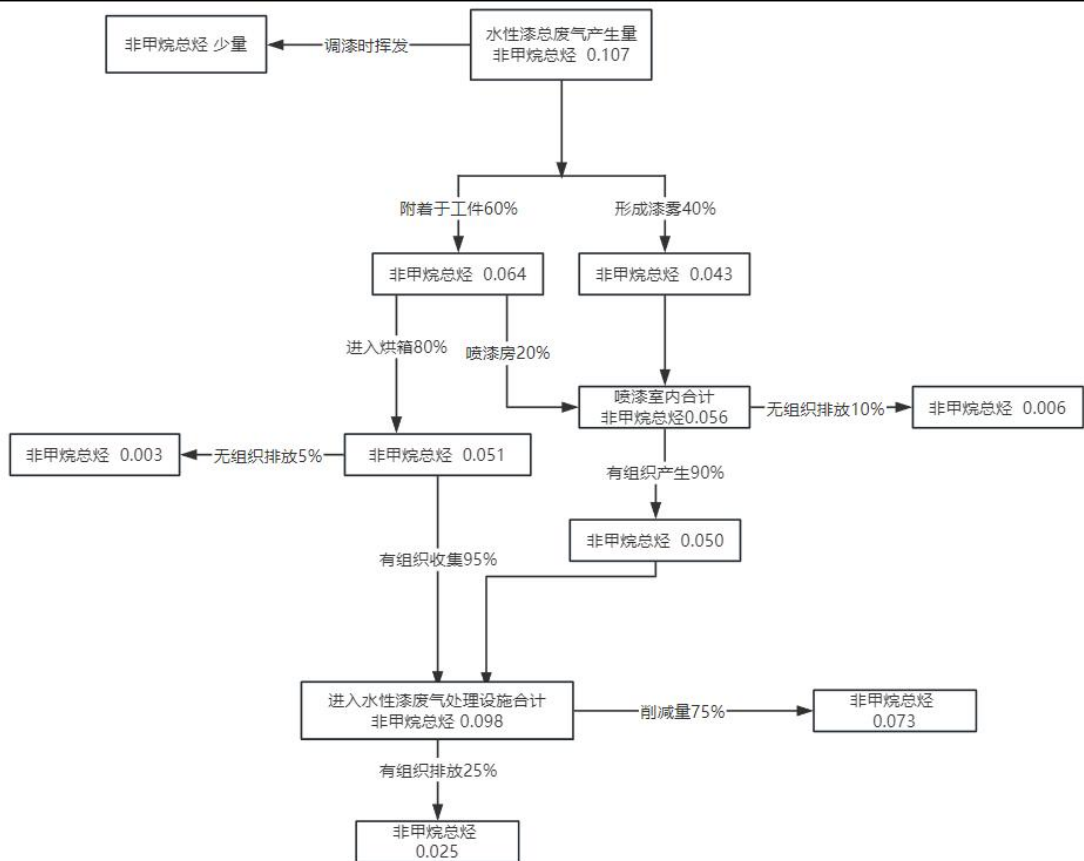 水性漆总废气产生量
非甲烷总烃 0.107
调漆时挥发
非甲烷总烃 少量
附着于工件60%
形成漆雾40%
非甲烷总烃 0.064
非甲烷总烃 0.043
进入烘箱80%
喷漆房20%
喷漆室内合计
非甲烷总烃0.056
无组织排放10%
非甲烷总烃 0.006
非甲烷总烃 0.003
无组织排放5%
非甲烷总烃 0.051
有组织产生90%
非甲烷总烃 0.050
有组织收集95%
进入水性漆废气处理设施合计
非甲烷总烃 0.098
削减量75%
非甲烷总烃
0.073
有组织排放25%
非甲烷总烃
0.025